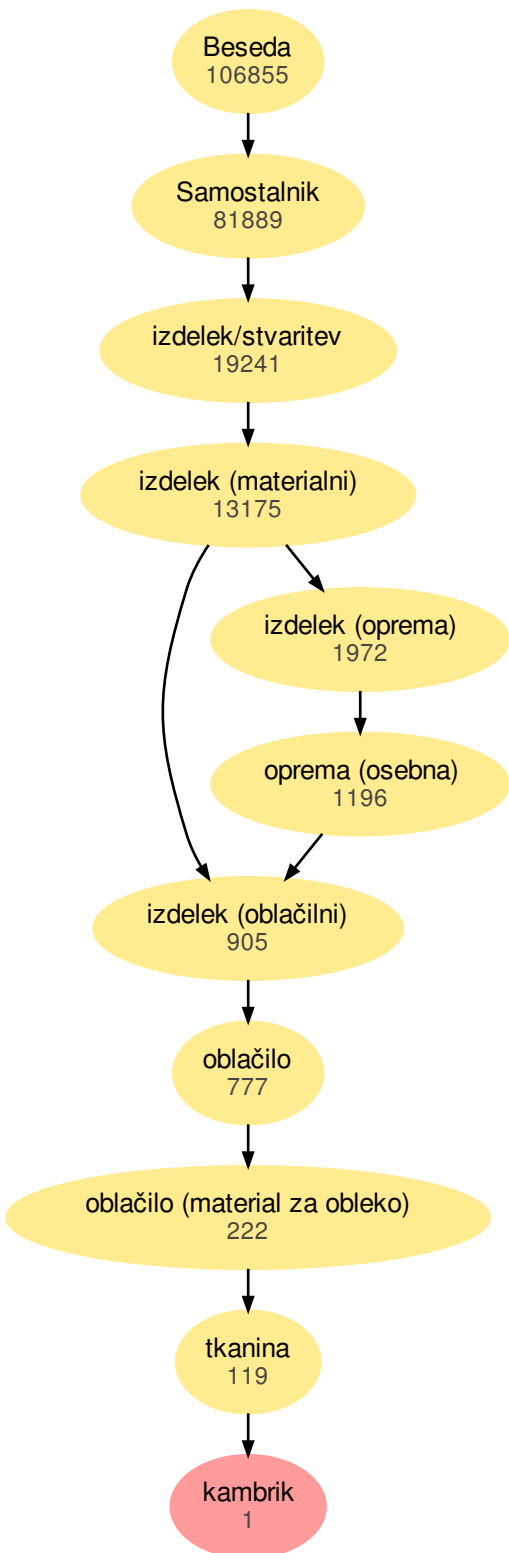 Beseda
106855
Samostalnik
81889
izdelek/stvaritev
19241
izdelek (materialni)
13175
izdelek (oprema)
1972
oprema (osebna)
1196
izdelek (oblačilni)
905
oblačilo
777
oblačilo (material za obleko)
222
tkanina
119
kambrik
1